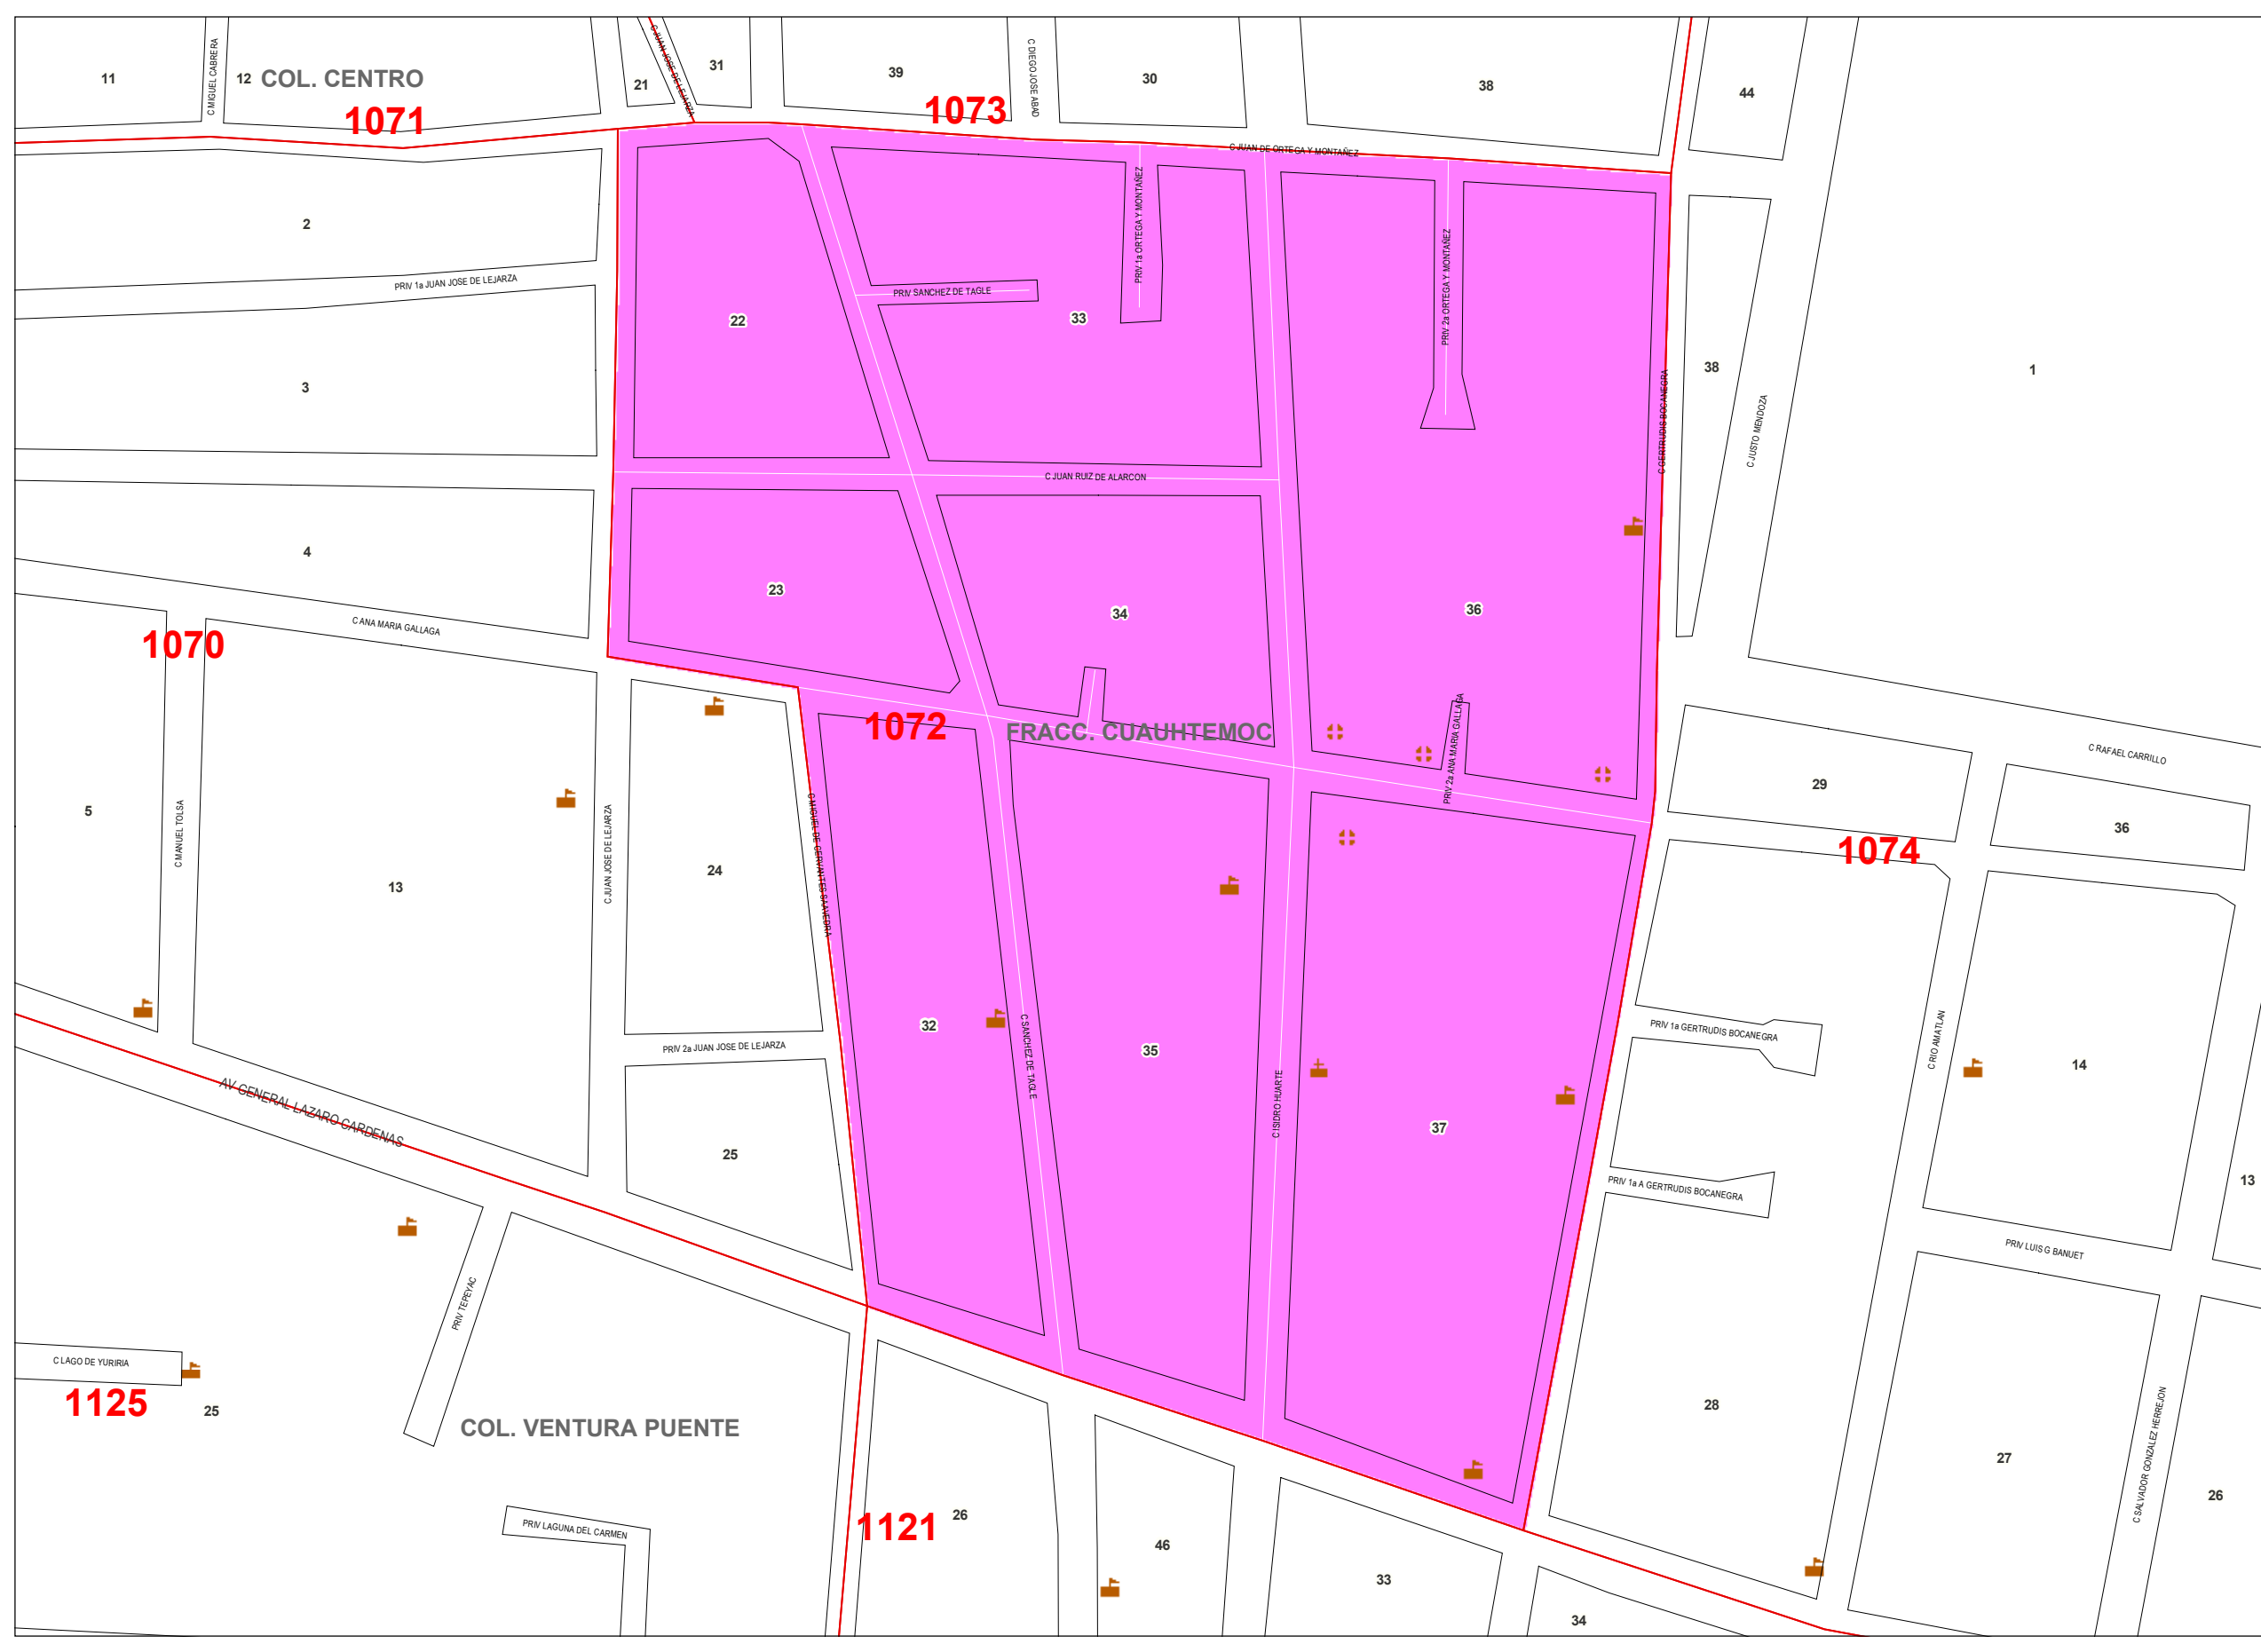 11
C MIGUEL CABRERA
12
COL. CENTRO
1071
21
C JUAN JOSE DE LEJARZA
31
39
1073
C DIEGO JOSE ABAD
30
38
44
C JUAN DE ORTEGA Y MONTAÑEZ
2
PRIV 1a JUAN JOSE DE LEJARZA
22
PRIV SANCHEZ DE TAGLE
PRIV 1a ORTEGA Y MONTAÑEZ
33
PRIV 2a ORTEGA Y MONTAÑEZ
C GERTRUDIS BOCANEGRA
38
C JUSTO MENDOZA
1
3
C JUAN RUIZ DE ALARCON
4
23
34
36
C ANA MARIA GALLAGA
1070
1072
FRACC. CUAUHTEMOC
PRIV 2a ANA MARIA GALLAGA
C RAFAEL CARRILLO
29
36
1074
5
C MANUEL TOLSA
13
C JUAN JOSE DE LEJARZA
24
C MIGUEL DE CERVANTES SAAVEDRA
32
C SANCHEZ DE TAGLE
35
C ISIDRO HUARTE
37
PRIV 1a GERTRUDIS BOCANEGRA
C RIO AMATLAN
14
PRIV 2a JUAN JOSE DE LEJARZA
AV GENERAL LAZARO CARDENAS
25
PRIV 1a A GERTRUDIS BOCANEGRA
13
PRIV LUIS G BANUET
PRIV TEPEYAC
C LAGO DE YURIRIA
1125
25
COL. VENTURA PUENTE
28
27
C SALVADOR GONZALEZ HERREJON
26
PRIV LAGUNA DEL CARMEN
1121
26
46
33
34